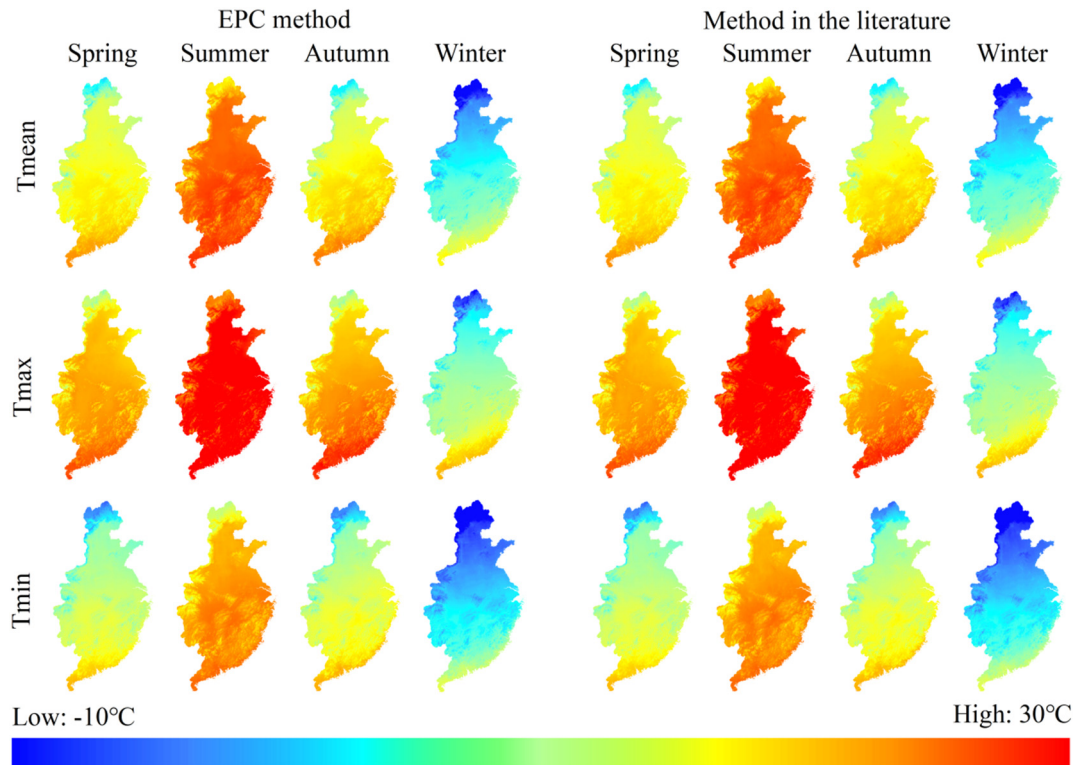 EPC method Method in the literature
Spring Summer Autumn Winter Spring Summer Autumn Winter
Tmean
Tmax
Tmin
Low: -10℃ High: 30℃